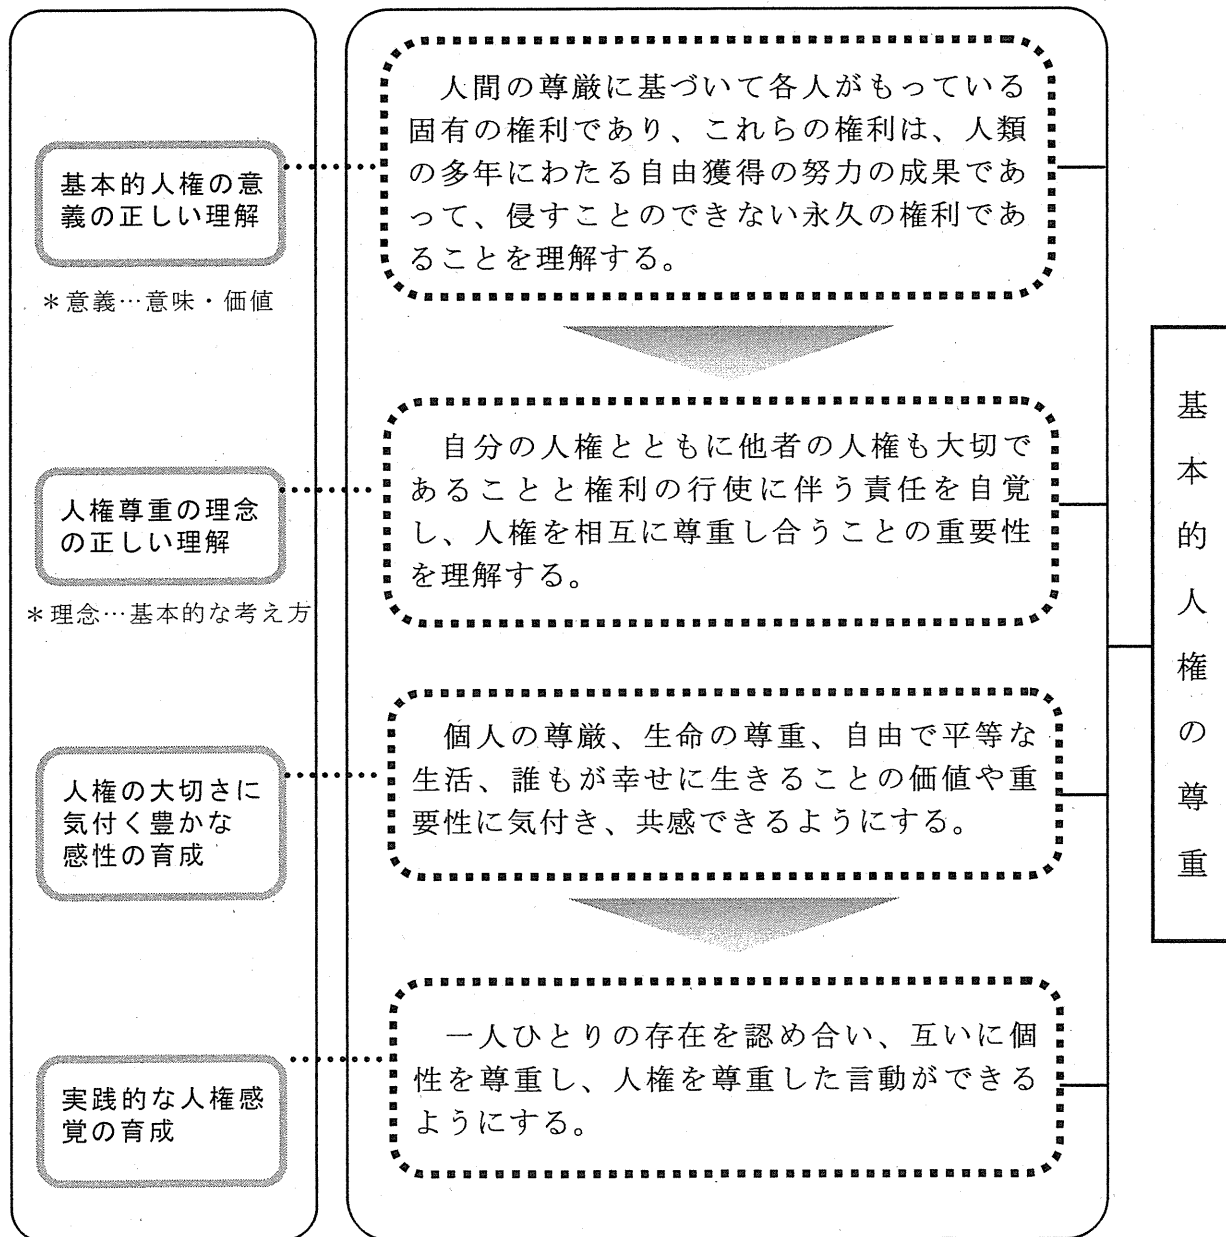 基本的人権の意
義の正しい理解
＊意義…意味・価値
人間の尊厳に基づいて各人がもっている
固有の権利であり、これらの権利は、人類
の多年にわたる自由獲得の努力の成果であ
って、侵すことのできない永久の権利であ
ることを理解する。
人権尊重の理念
の正しい理解
＊理念…基本的な考え方
自分の人権とともに他者の人権も大切で
あることと権利の行使に伴う責任を自覚
し、人権を相互に尊重し合うことの重要性
を理解する。
人権の大切さに
気付く豊かな
感性の育成
個人の尊厳、生命の尊重、自由で平等な
生活、誰もが幸せに生きることの価値や重
要性に気付き、共感できるようにする。
実践的な人権感
覚の育成
一人ひとりの存在を認め合い、互いに個
性を尊重し、人権を尊重した言動ができる
ようにする。
基本的人権の尊重